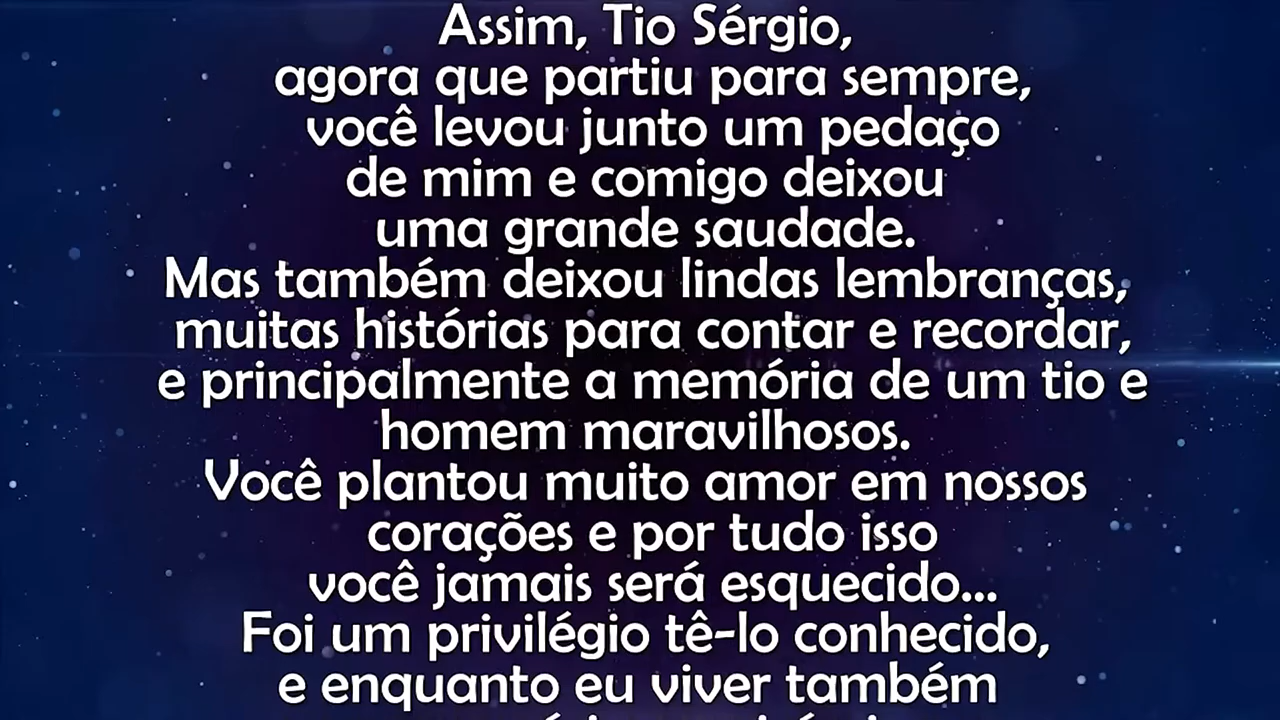 Assim, Tio Sérgio,
agora que partiu para sempre,
você levou junto um pedaço
de mim e comigo deixou
uma grande saudade.
Mas também deixou lindas lembranças,
muitas histórias para contar e recordar,
e principalmente a memória de um tio e
homem maravilhosos.
Você plantou muito amor em nossos
corações e por tudo isso
você jamais será esquecido...
Foi um privilégio tê-lo conhecido,
e enquanto eu viver também